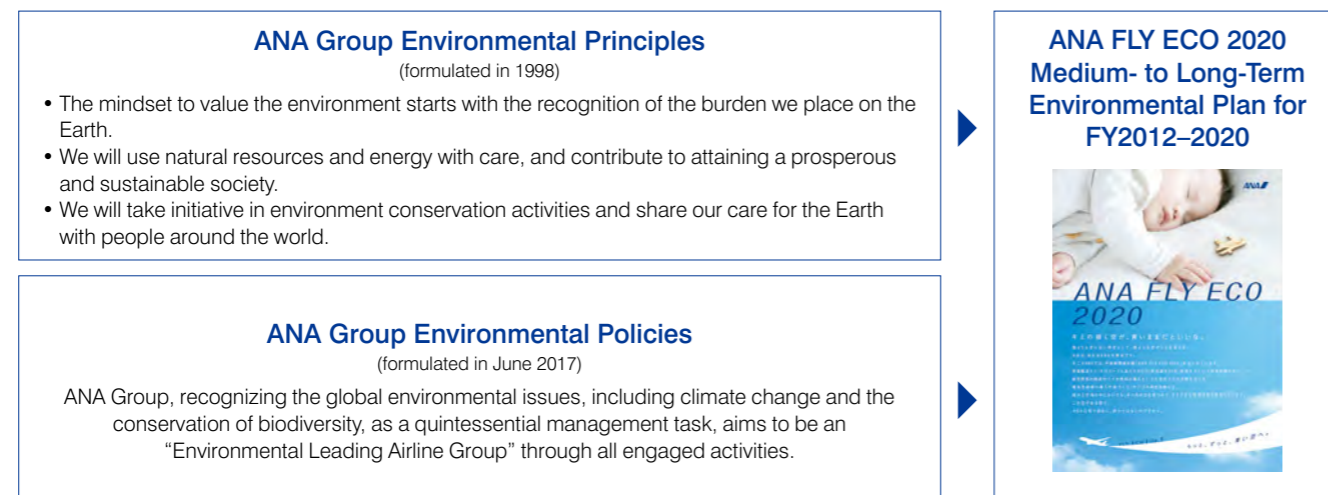 ANA Group Environmental Principles
(formulated in 1998)
• The mindset to value the environment starts with the recognition of the burden we place on the
Earth.
• We will use natural resources and energy with care, and contribute to attaining a prosperous
and sustainable society.
• We will take initiative in environment conservation activities and share our care for the Earth
with people around the world.
ANA Group Environmental Policies
(formulated in June 2017)
ANA Group, recognizing the global environmental issues, including climate change and the
conservation of biodiversity, as a quintessential management task, aims to be an
“Environmental Leading Airline Group” through all engaged activities.
ANA FLY ECO 2020
Medium- to Long-Term
Environmental Plan for
FY2012–2020
ANA
ANA FLY ECO
2020